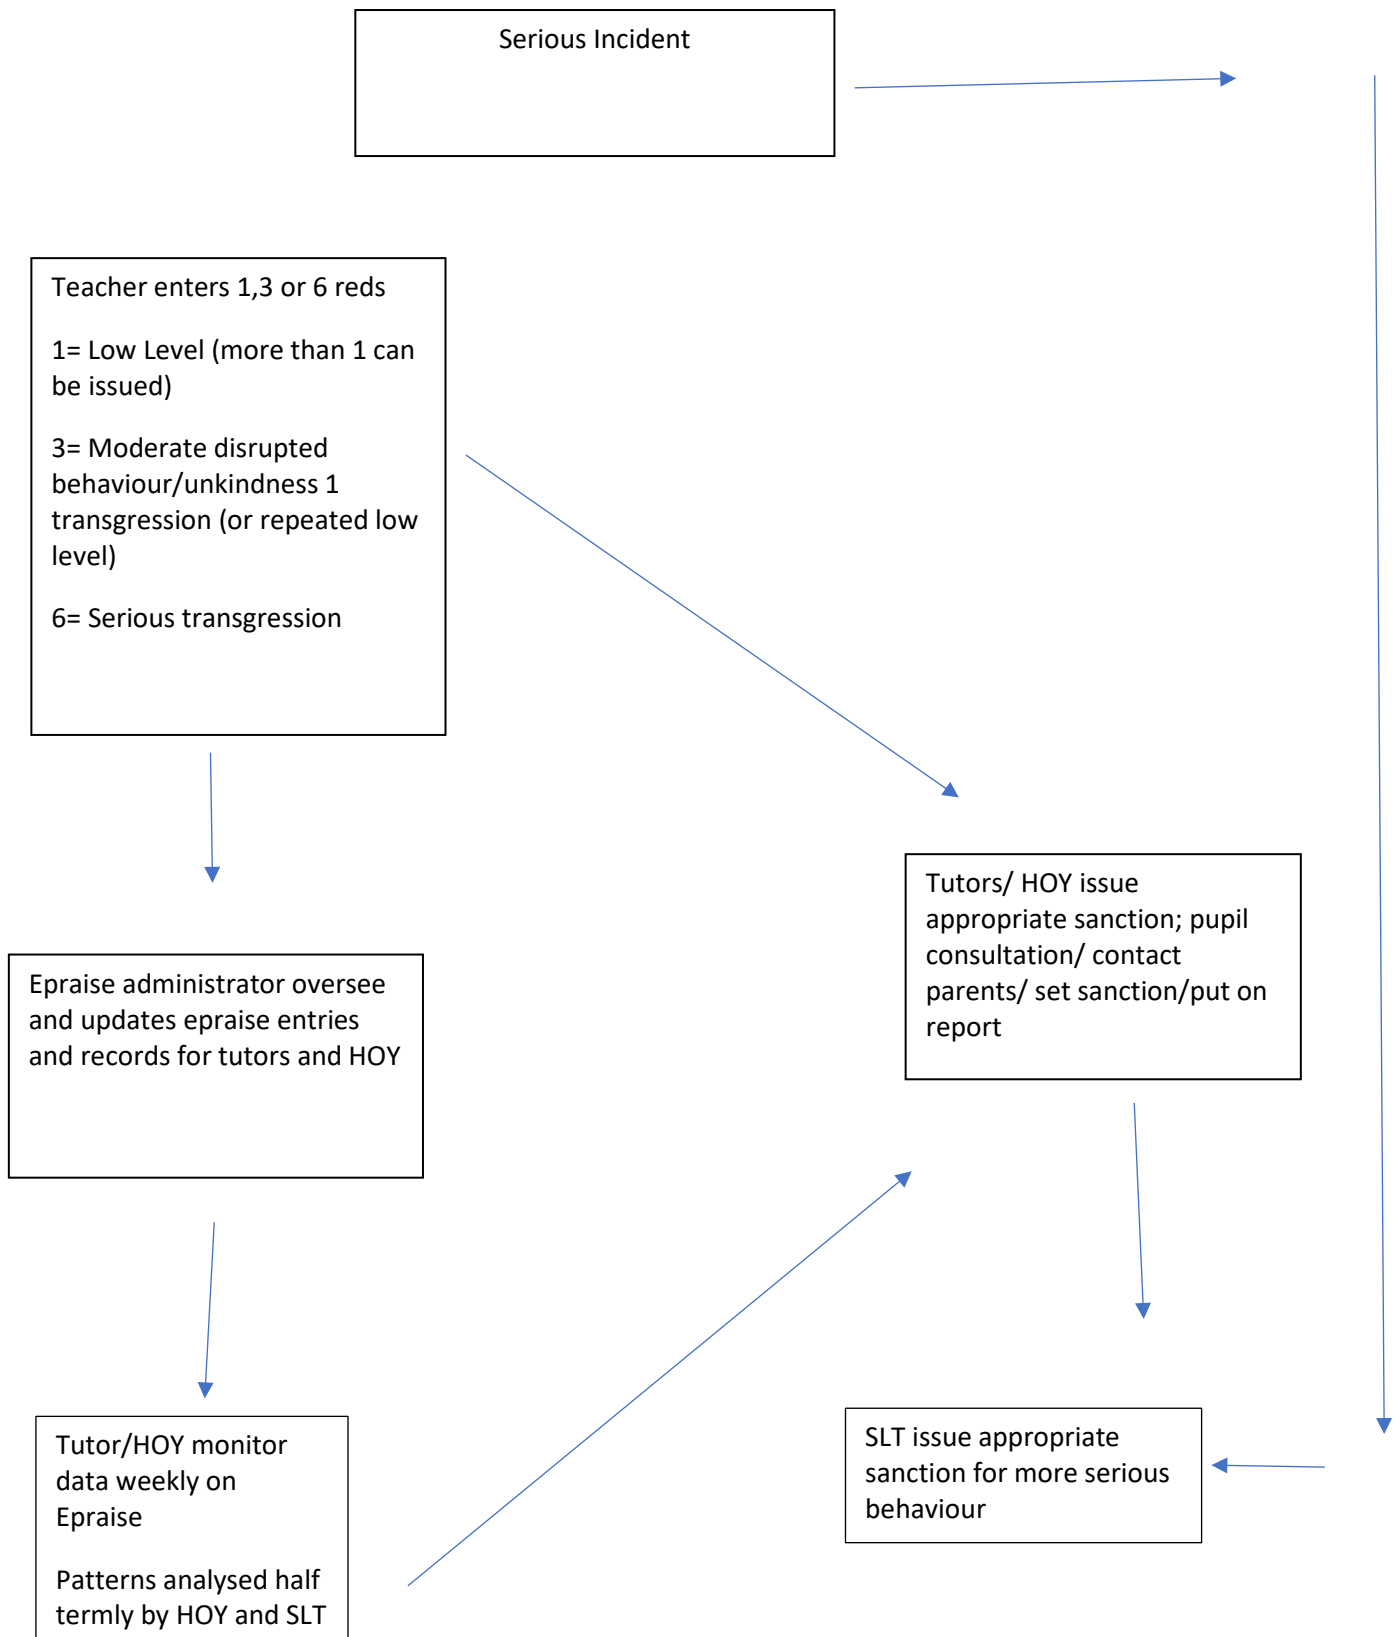 Serious Incident
Teacher enters 1,3 or 6 reds
1= Low Level (more than 1 can
be issued)
3= Moderate disrupted
behaviour/unkindness 1
transgression (or repeated low
level)
6= Serious transgression
Tutors/ HOY issue
appropriate sanction; pupil
consultation/ contact
parents/ set sanction/put on
report
Epraise administrator oversee
and updates epraise entries
and records for tutors and HOY
Tutor/HOY monitor
data weekly on
Epraise
Patterns analysed half
termly by HOY and SLT
SLT issue appropriate
sanction for more serious
behaviour